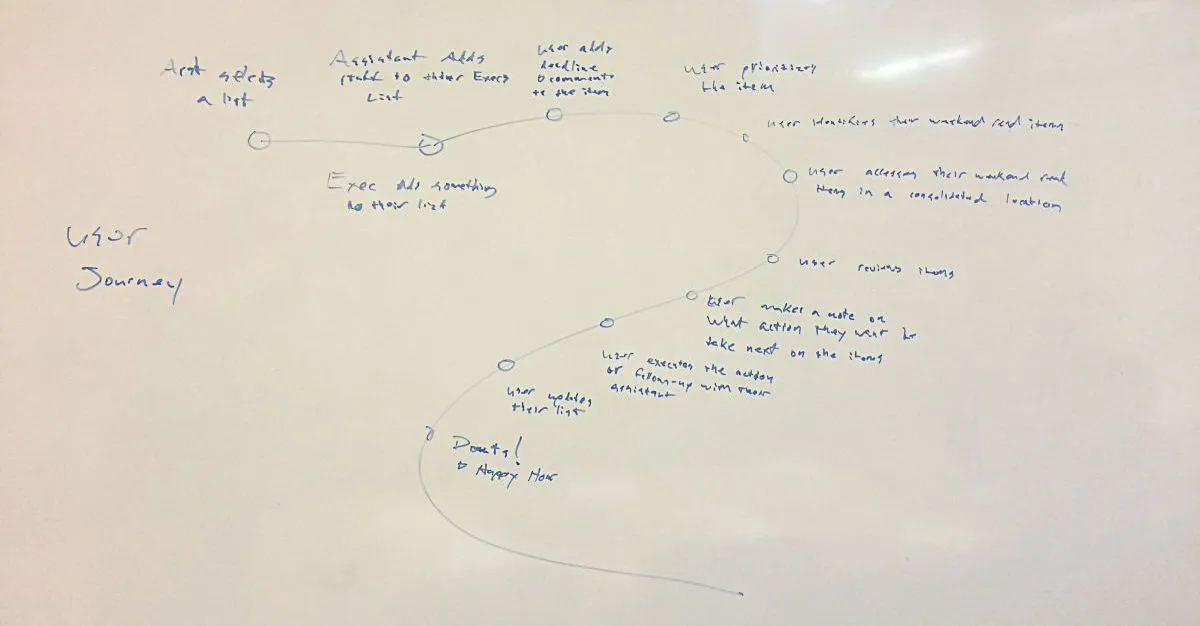 Asst selects
a list
Assistant Adds
stuff to their Execs
List
User adds
deadline
& comments
to the item
User prioritizes
the item
User identifies their weekend read items
User accesses their weekend read
items in a consolidated location
Exec Adds something
to their list
User
Journey
User reviews items
User makes a note on
What action they want to
take next on the items
User executes the action
or follow-up with their
assistant
User updates
their list
Donuts!
Happy Hour